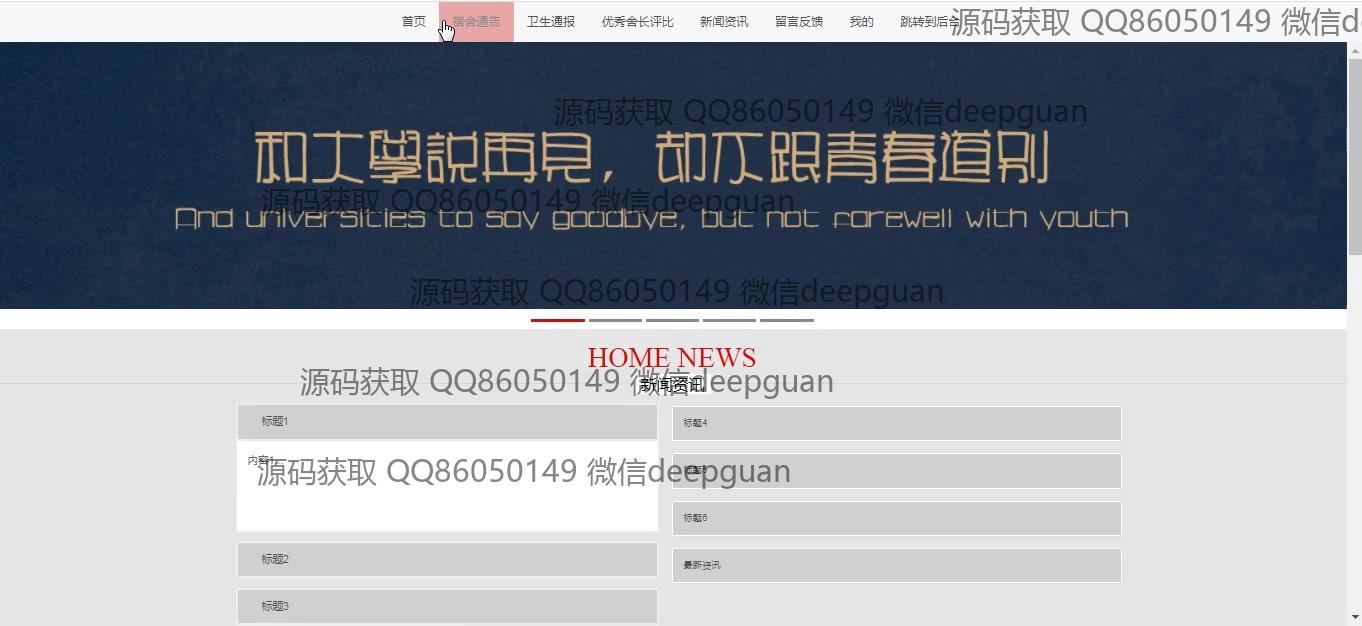 首页 宿舍通告 卫生通报 优秀舍长评比 新闻资讯 留言反馈 我的 跳转到后台
源码获取 QQ86050149 微信d
源码获取 QQ86050149 微信deepguan
和大學説再見，却不跟青春道别
源码获取 QQ86050149 微信deepguan
And universities to say goodbye, but not farewell with youth
源码获取 QQ86050149 微信deepguan
HOME NEWS
源码获取 QQ86050149 微信deepguan
新闻资讯
标题1
标题4
内容1
源码获取 QQ86050149 微信deepguan
标题5
标题6
标题2
最新资讯
标题3